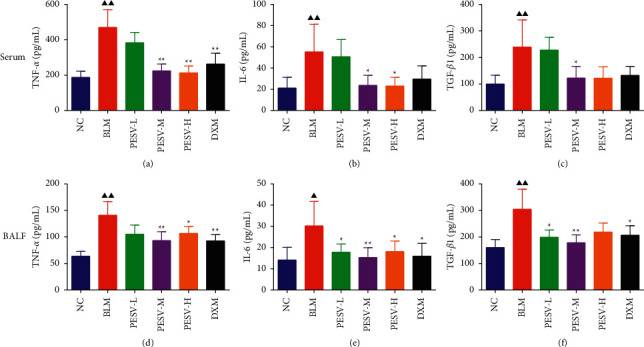 Serum
TNF-α (pg/mL)
600
400
200
0
▲▲
**
**
**
NC
BLM
PESV-L
PESV-M
PESV-H
DXM
(a)
IL-6 (pg/mL)
100
80
60
40
20
0
▲▲
*
*
NC
BLM
PESV-L
PESV-M
PESV-H
DXM
(b)
TGF-β1 (pg/mL)
400
300
200
100
0
▲▲
*
NC
BLM
PESV-L
PESV-M
PESV-H
DXM
(c)
BALF
TNF-α (pg/mL)
200
150
100
50
0
▲▲
**
*
**
NC
BLM
PESV-L
PESV-M
PESV-H
DXM
(d)
IL-6 (pg/mL)
50
40
30
20
10
0
▲
*
**
*
*
NC
BLM
PESV-L
PESV-M
PESV-H
DXM
(e)
TGF-β1 (pg/mL)
400
300
200
100
0
▲▲
*
**
*
NC
BLM
PESV-L
PESV-M
PESV-H
DXM
(f)